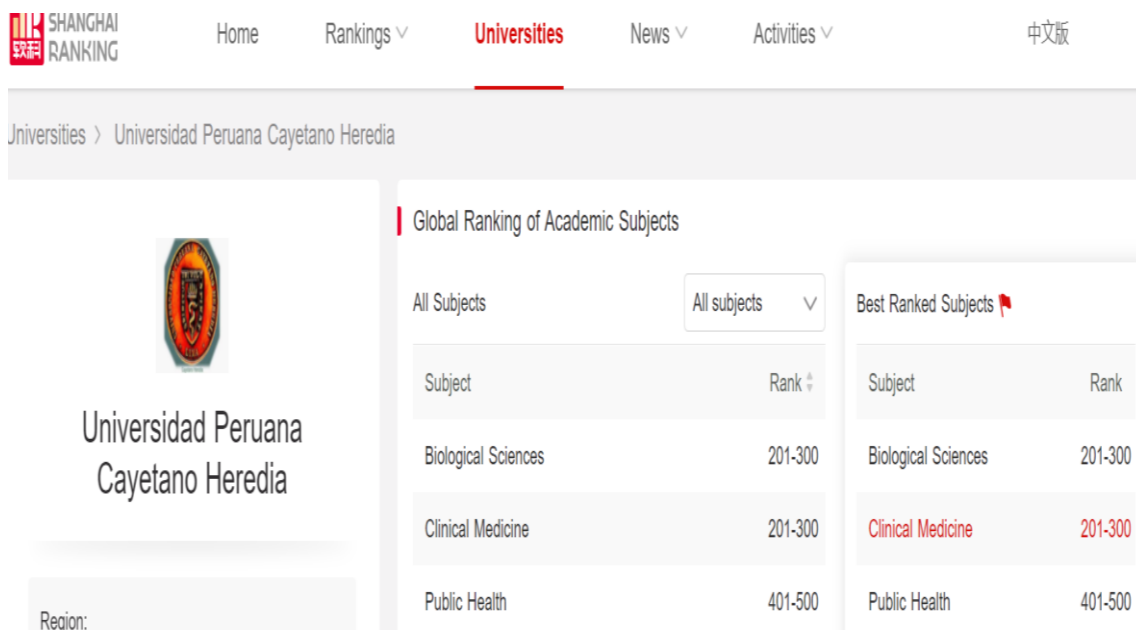 SHANGHAI
RANKING
软科
Home
Rankings
Universities
News
Activities
中文版
Universities > Universidad Peruana Cayetano Heredia
Universidad Peruana
Cayetano Heredia
Region:
Global Ranking of Academic Subjects
All Subjects
All subjects
Subject Rank
Biological Sciences 201-300
Clinical Medicine 201-300
Public Health 401-500
Best Ranked Subjects
Subject Rank
Biological Sciences 201-300
Clinical Medicine 201-300
Public Health 401-500